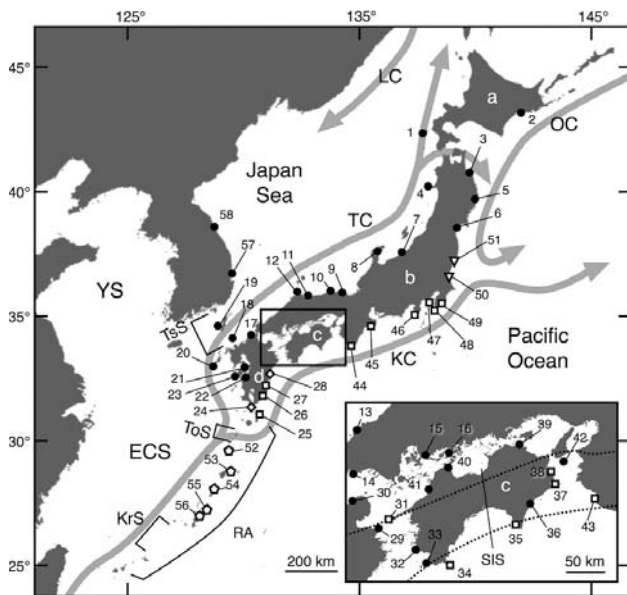 125° 135° 145°
45°
LC
a
OC
1
2
3
Japan
Sea
40°
4
5
58
TC
6
7
51
57
8
11
10
9
12
b
YS
19
18
50
35°
TsS
17
c
46
49
47
48
45
KC
Pacific
Ocean
20
d
44
21
28
23
22
27
24
26
25
30°
ToS
ECS
52
53
54
55
56
KrS
RA
25°
200 km
13
15
16
39
42
40
14
41
38
c
30
31
37
29
43
36
33
35
SIS
32
34
50 km